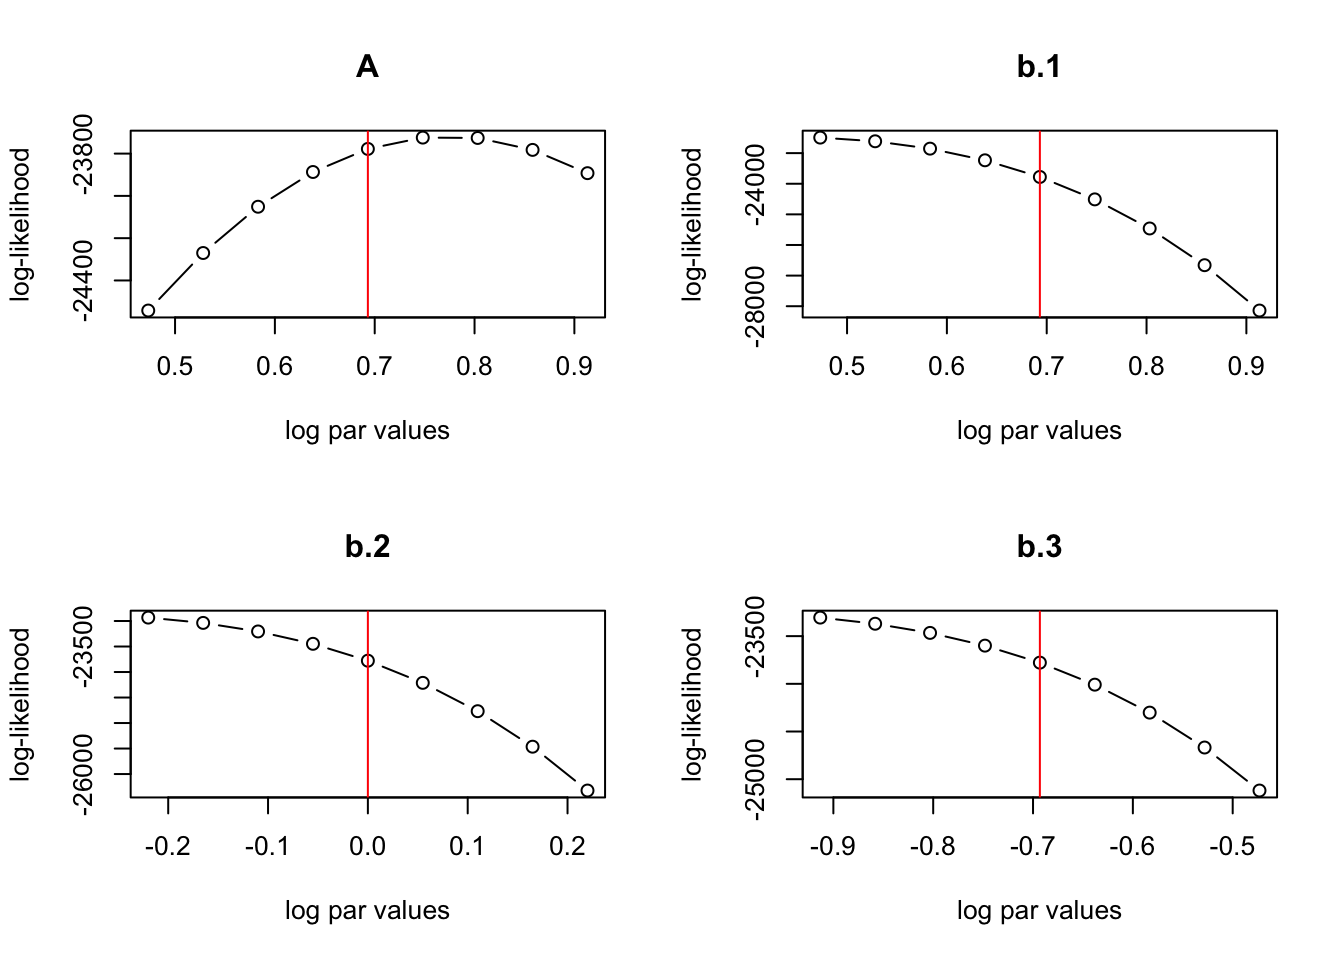 A
log-likelihood
-23800
-24400
0.5 0.6 0.7 0.8 0.9
log par values
b.1
log-likelihood
-24000
-28000
0.5 0.6 0.7 0.8 0.9
log par values
b.2
log-likelihood
-23500
-26000
-0.2 -0.1 0.0 0.1 0.2
log par values
b.3
log-likelihood
-23500
-25000
-0.9 -0.8 -0.7 -0.6 -0.5
log par values